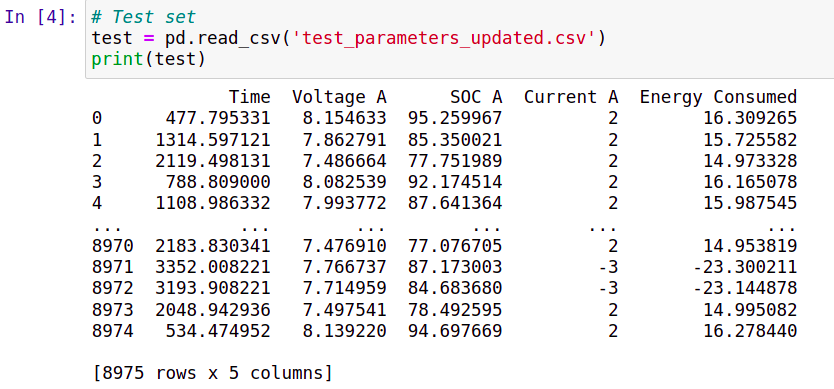 In [4]: # Test set
test = pd.read_csv('test_parameters_updated.csv')
print(test)
Time Voltage A SOC A Current A Energy Consumed
0 477.795331 8.154633 95.259967 2 16.309265
1 1314.597121 7.862791 85.350021 2 15.725582
2 2119.498131 7.486664 77.751989 2 14.973328
3 788.809000 8.082539 92.174514 2 16.165078
4 1108.986332 7.993772 87.641364 2 15.987545
... ... ... ... ... ...
8970 2183.830341 7.476910 77.076705 2 14.953819
8971 3352.008221 7.766737 87.173003 -3 -23.300211
8972 3193.908221 7.714959 84.683680 -3 -23.144878
8973 2048.942936 7.497541 78.492595 2 14.995082
8974 534.474952 8.139220 94.697669 2 16.278440
[8975 rows x 5 columns]